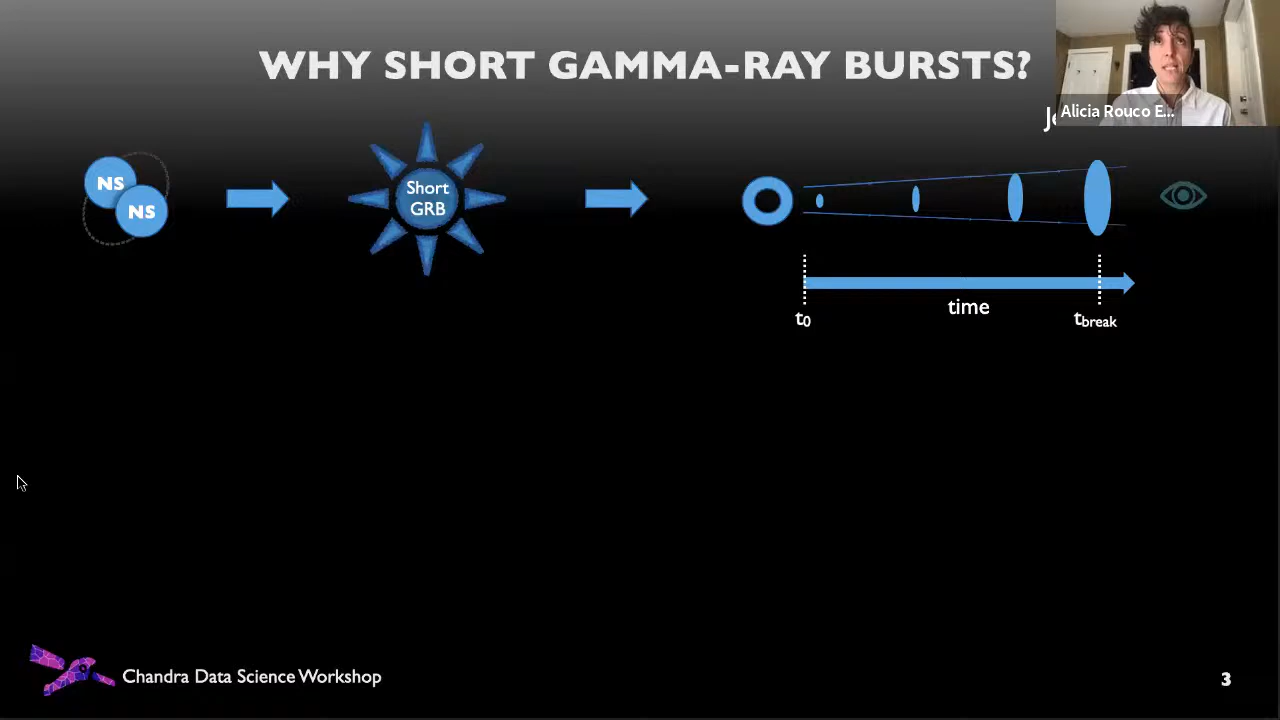 WHY SHORT GAMMA-RAY BURSTS?
Je
Alicia Rouco E...
NS
NS
Short
GRB
time
t0
tbreak
Chandra Data Science Workshop
3